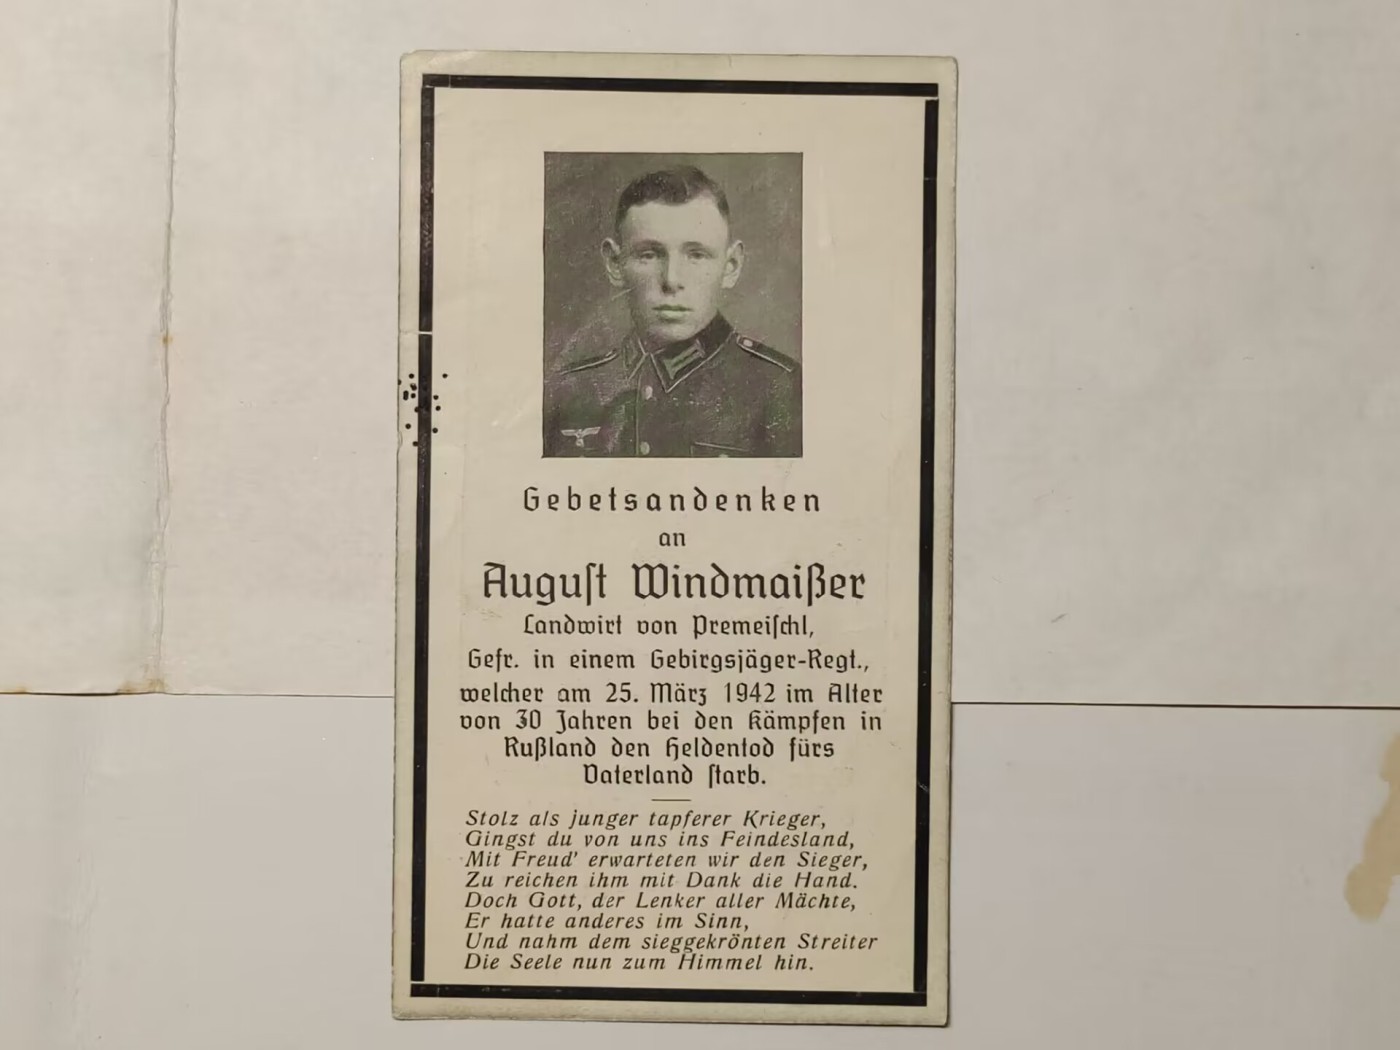 Gebetsandenken
an
August Windmaißer
Landwirt von Premeischl,
Gefr. in einem Gebirgsjäger-Regt.,
welcher am 25. März 1942 im Alter
von 30 Jahren bei den Kämpfen in
Rußland den Heldentod fürs
Vaterland starb.
Stolz als junger tapferer Krieger,
Gingst du von uns ins Feindesland,
Mit Freud' erwarteten wir den Sieger,
Zu reichen ihm mit Dank die Hand.
Doch Gott, der Lenker aller Mächte,
Er hatte anderes im Sinn,
Und nahm dem sieggekrönten Streiter
Die Seele nun zum Himmel hin.